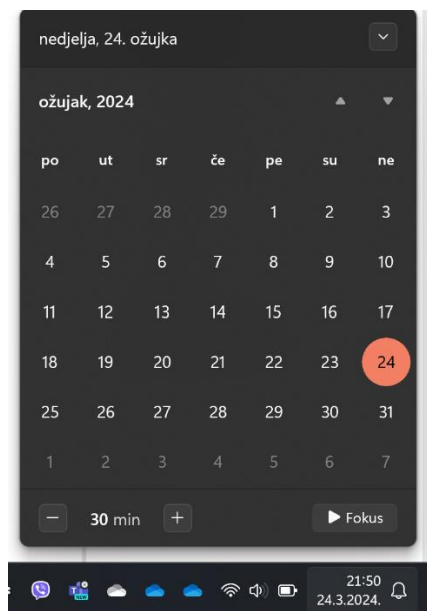 nedjelja, 24. ožujka
ožujak, 2024
po ut sr če pe su ne
26 27 28 29 1 2 3
4 5 6 7 8 9 10
11 12 13 14 15 16 17
18 19 20 21 22 23 24
25 26 27 28 29 30 31
1 2 3 4 5 6 7
30 min Fokus
NEW
21:50
24.3.2024.